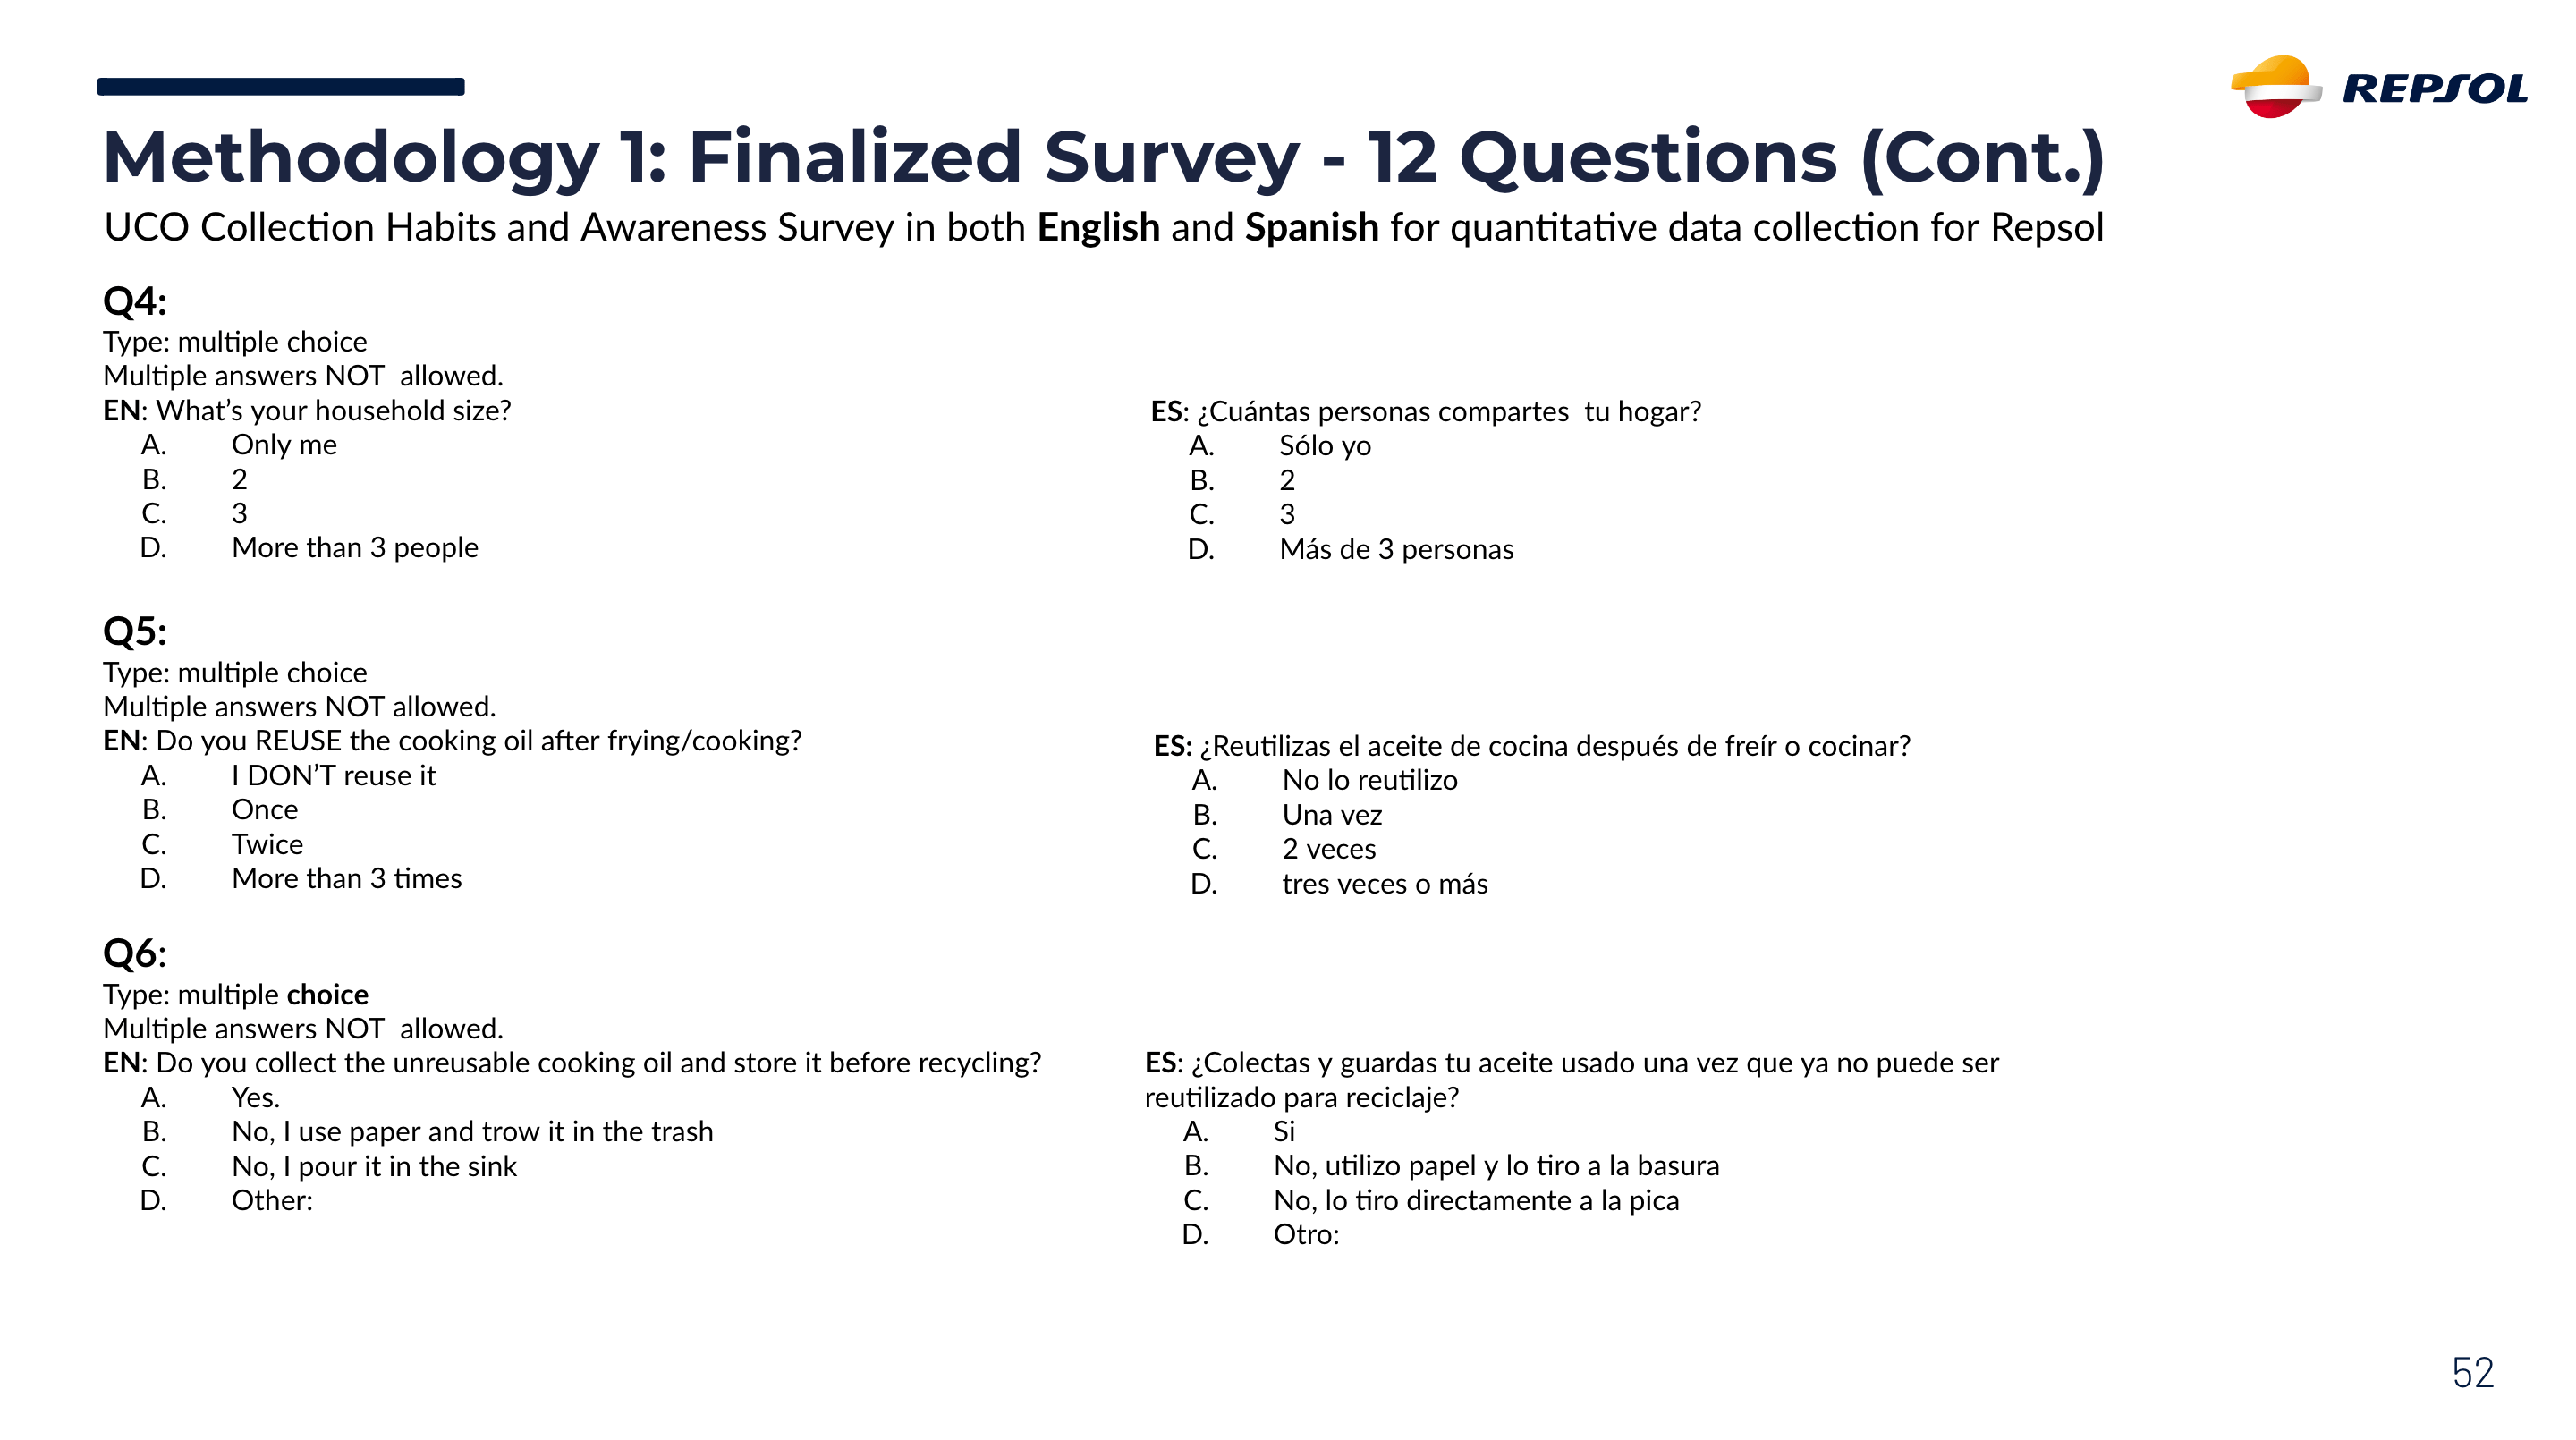 REPSOL
Methodology 1: Finalized Survey - 12 Questions (Cont.)
UCO Collection Habits and Awareness Survey in both English and Spanish for quantitative data collection for Repsol
Q4:
Type: multiple choice
Multiple answers NOT  allowed.
EN: What’s your household size?
A. Only me
B. 2
C. 3
D. More than 3 people
ES: ¿Cuántas personas compartes  tu hogar?
A. Sólo yo
B. 2
C. 3
D. Más de 3 personas
Q5:
Type: multiple choice
Multiple answers NOT allowed.
EN: Do you REUSE the cooking oil after frying/cooking?
A. I DON’T reuse it
B. Once
C. Twice
D. More than 3 times
ES: ¿Reutilizas el aceite de cocina después de freír o cocinar?
A. No lo reutilizo
B. Una vez
C. 2 veces
D. tres veces o más
Q6:
Type: multiple choice
Multiple answers NOT  allowed.
EN: Do you collect the unreusable cooking oil and store it before recycling?
A. Yes.
B. No, I use paper and trow it in the trash
C. No, I pour it in the sink
D. Other:
ES: ¿Colectas y guardas tu aceite usado una vez que ya no puede ser
reutilizado para reciclaje?
A. Si
B. No, utilizo papel y lo tiro a la basura
C. No, lo tiro directamente a la pica
D. Otro:
52